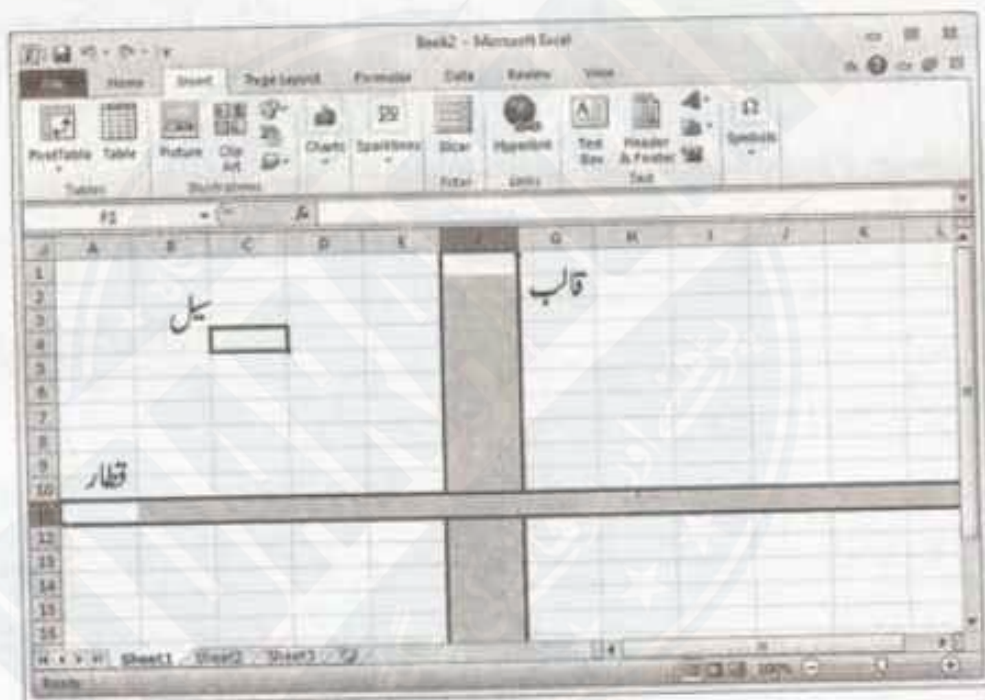 Book2 - Microsoft Excel
Home Insert Page Layout Formulas Data Review View
PivotTable Table Picture Clip Art Charts Sparklines Slicer Hyperlink Text Box Header & Footer Symbols
Tables Illustrations Filter Links Text
F1 fx
A B C D E F G H I J K L
1
قالب
2
سیل
3
4
5
6
7
8
9
قطار
10
11
12
13
14
15
16
Sheet1 Sheet2 Sheet3
Ready 100%